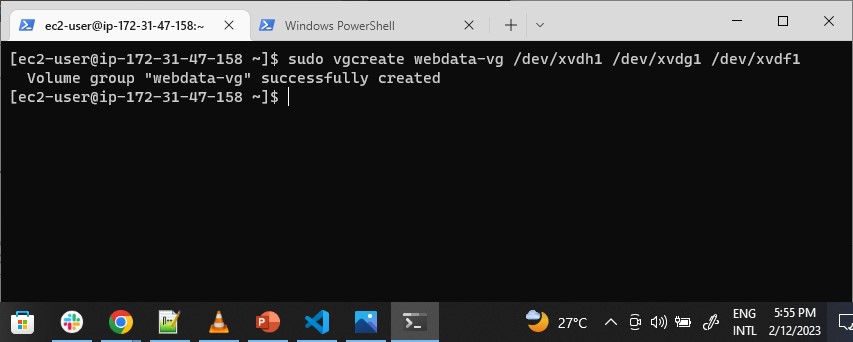 ec2-user@ip-172-31-47-158:~
Windows PowerShell
[ec2-user@ip-172-31-47-158 ~]$ sudo vgcreate webdata-vg /dev/xvdh1 /dev/xvdg1 /dev/xvdf1
  Volume group "webdata-vg" successfully created
[ec2-user@ip-172-31-47-158 ~]$
27°C
ENG
INTL
5:55 PM
2/12/2023